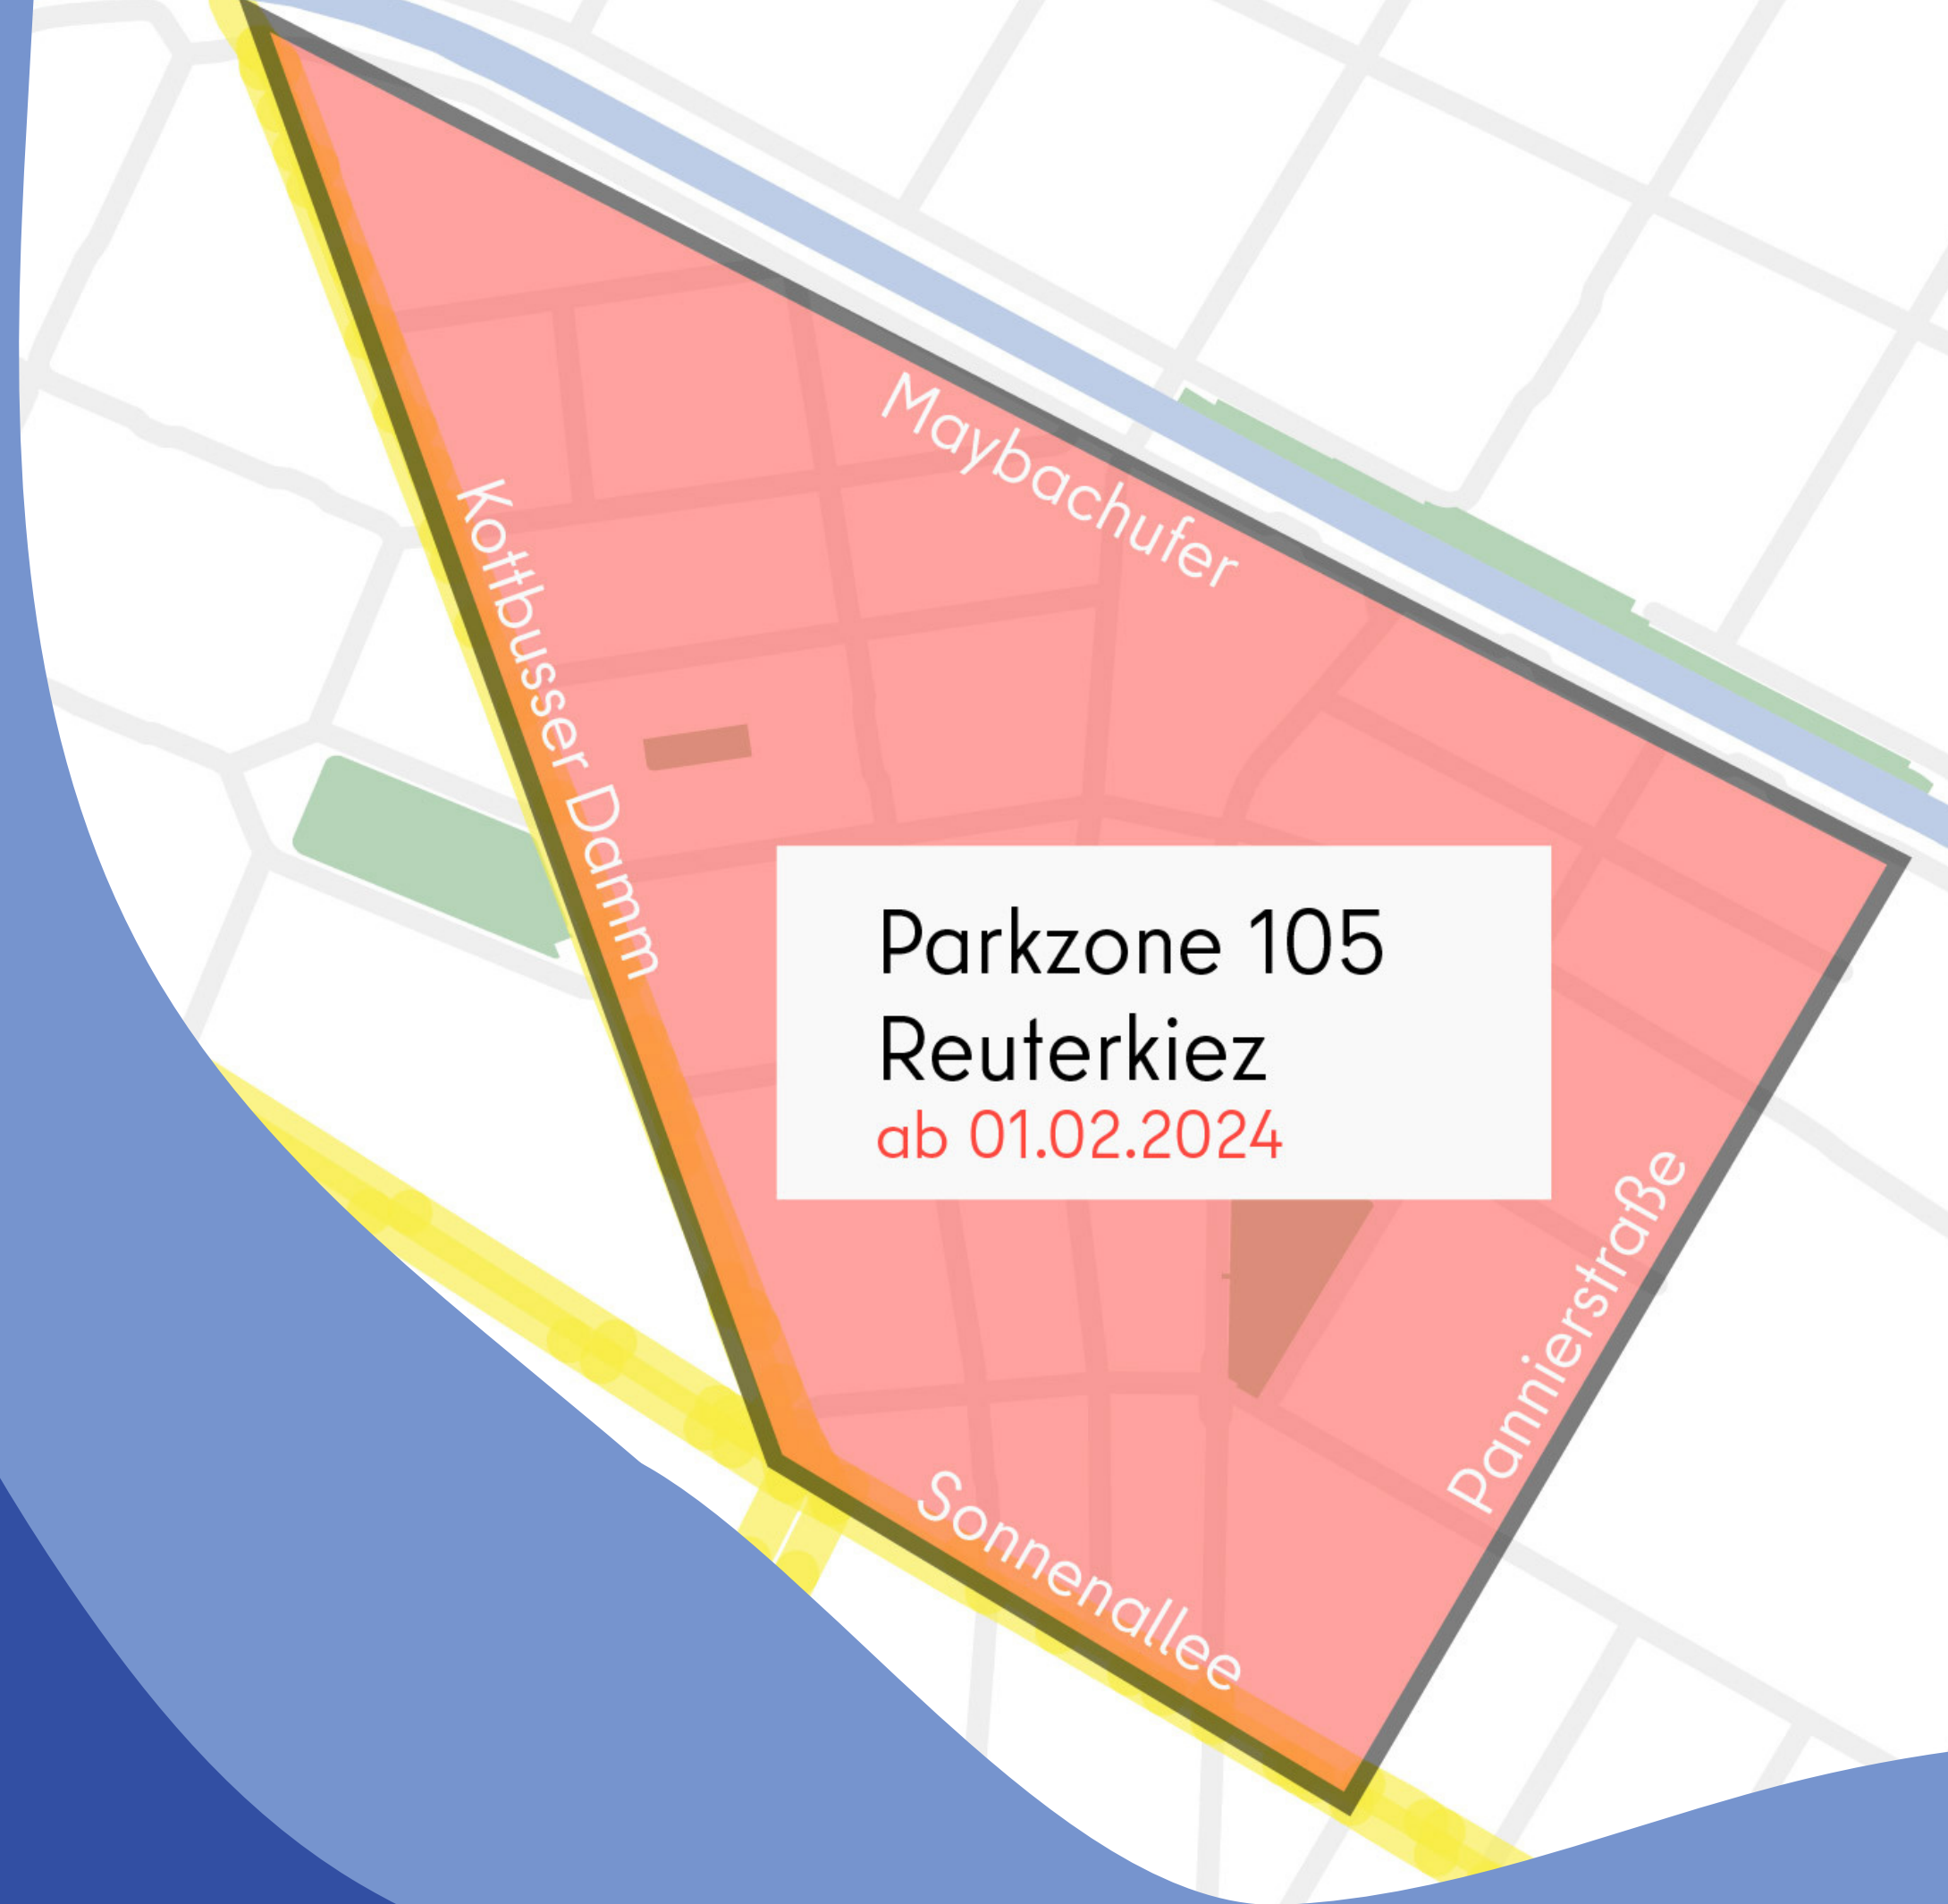 Maybachufer
Kottbusser Damm
Parkzone 105
Reuterkiez
ab 01.02.2024
Pannierstraße
Sonnenallee